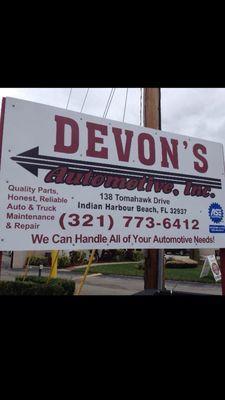 DEVON'S
Automotive, Inc.
138 Tomahawk Drive
Indian Harbour Beach, FL 32937
Quality Parts,
Honest, Reliable
Auto & Truck
Maintenance
& Repair
(321) 773-6412
ASE
We Can Handle All of Your Automotive Needs!